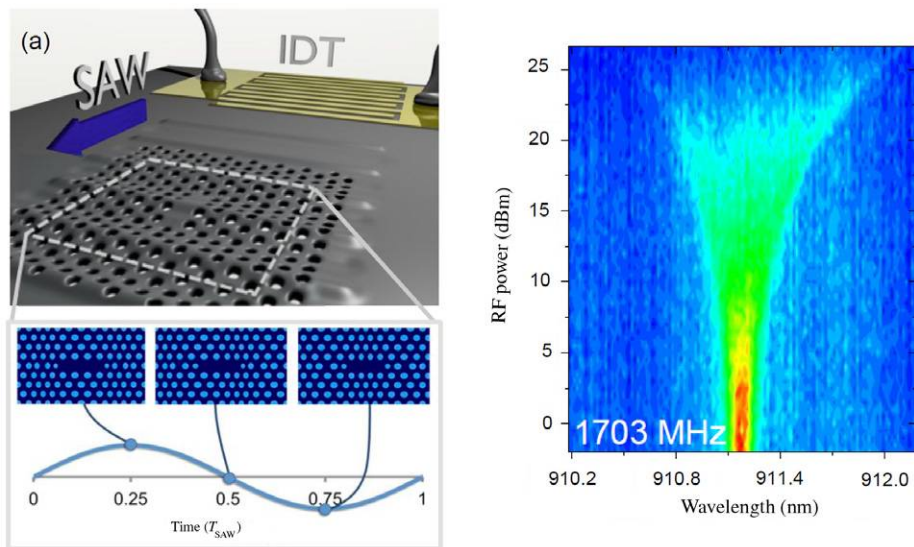 (a)
IDT
SAW
0
0.25
0.5
0.75
1
Time (T_SAW)
RF power (dBm)
25
20
15
10
5
0
1703 MHz
910.2
910.8
911.4
912.0
Wavelength (nm)